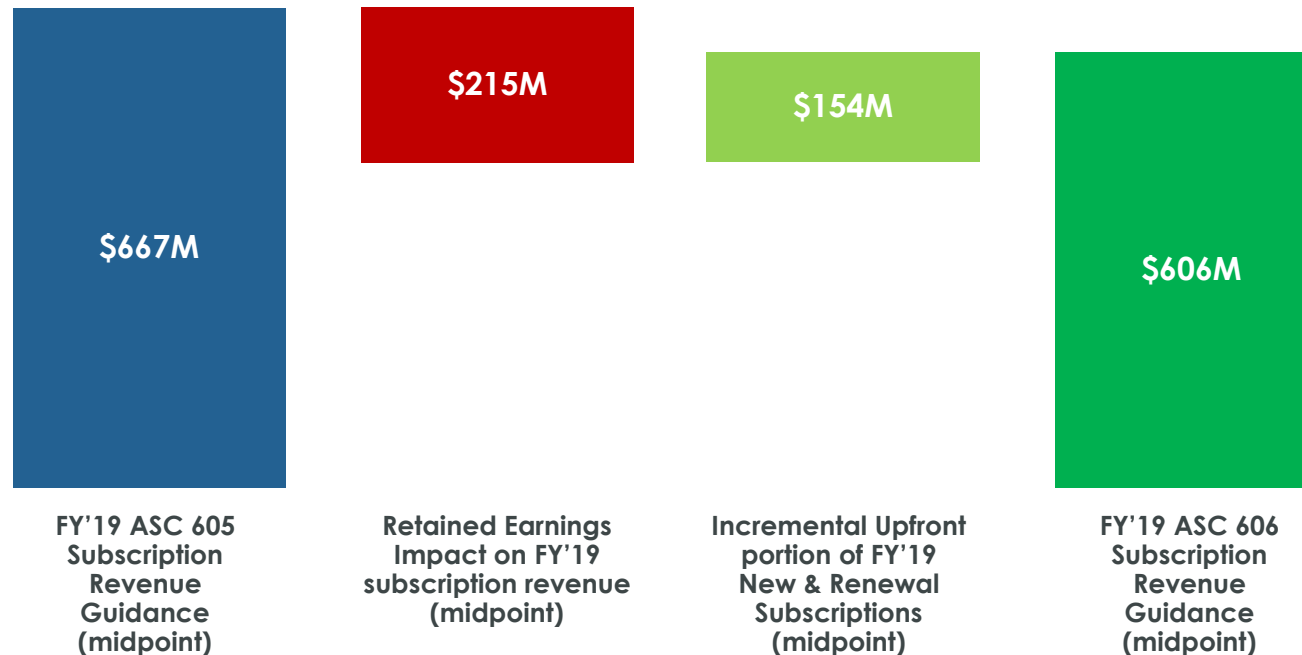 $667M
$215M
$154M
$606M
FY’19 ASC 605
Subscription
Revenue
Guidance
(midpoint)
Retained Earnings
Impact on FY’19
subscription revenue
(midpoint)
Incremental Upfront
portion of FY’19
New & Renewal
Subscriptions
(midpoint)
FY’19 ASC 606
Subscription
Revenue
Guidance
(midpoint)